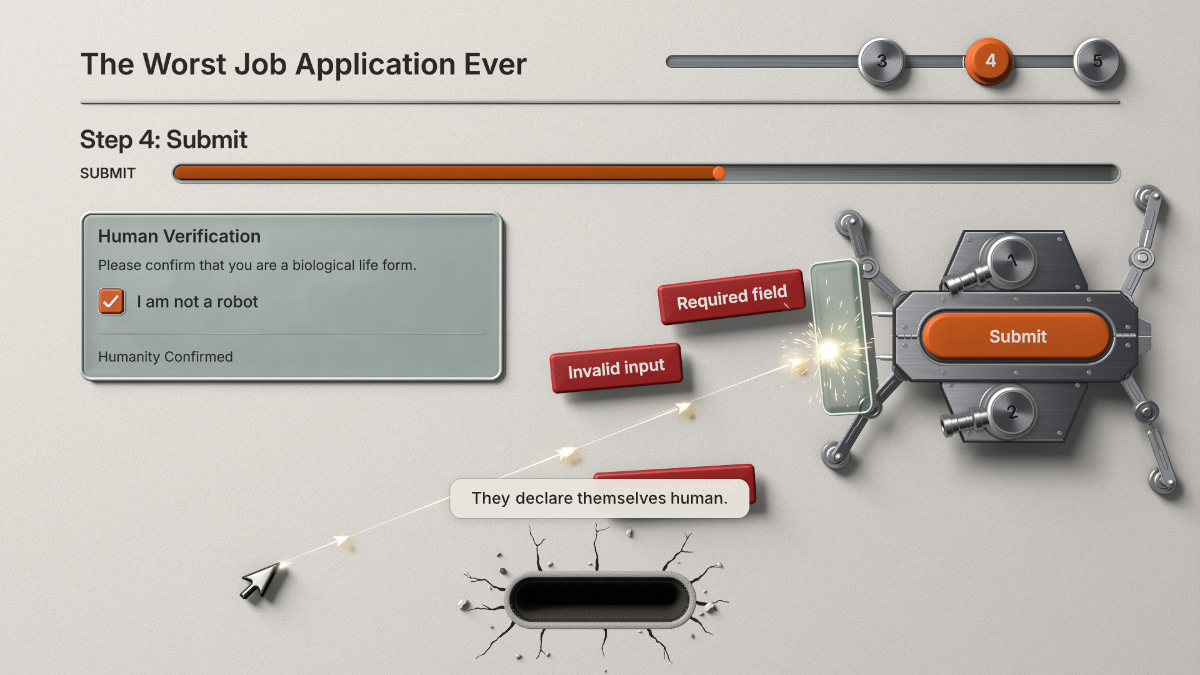 The Worst Job Application Ever
3
4
5
Step 4: Submit
SUBMIT
Human Verification
Please confirm that you are a biological life form.
I am not a robot
Humanity Confirmed
Required field
Invalid input
1
Submit
2
They declare themselves human.